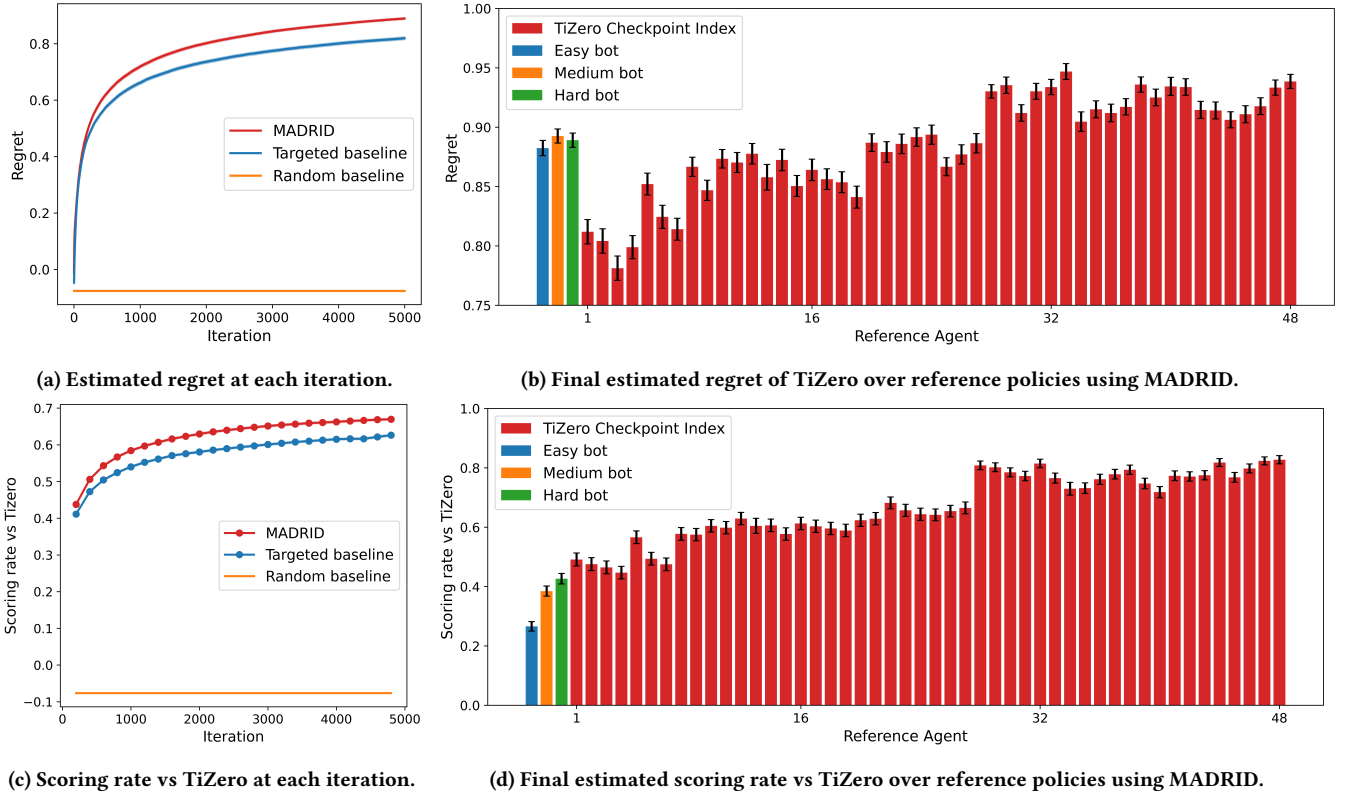 0.8
0.6
0.4
0.2
0.0
Regret
MADRID
Targeted baseline
Random baseline
0 1000 2000 3000 4000 5000
Iteration
(a) Estimated regret at each iteration.
1.00
0.95
0.90
0.85
0.80
0.75
Regret
TiZero Checkpoint Index
Easy bot
Medium bot
Hard bot
1 16 32 48
Reference Agent
(b) Final estimated regret of TiZero over reference policies using MADRID.
0.7
0.6
0.5
0.4
0.3
0.2
0.1
0.0
−0.1
Scoring rate vs Tizero
MADRID
Targeted baseline
Random baseline
0 1000 2000 3000 4000 5000
Iteration
(c) Scoring rate vs TiZero at each iteration.
1.0
0.8
0.6
0.4
0.2
0.0
Scoring rate vs TiZero
TiZero Checkpoint Index
Easy bot
Medium bot
Hard bot
1 16 32 48
Reference Agent
(d) Final estimated scoring rate vs TiZero over reference policies using MADRID.